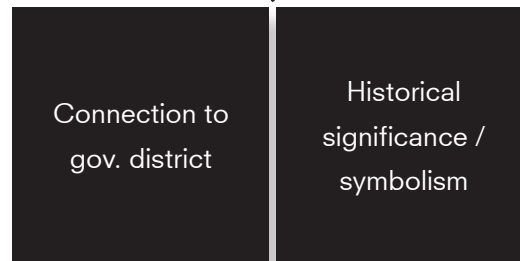 Connection to
gov. district
Historical
significance /
symbolism